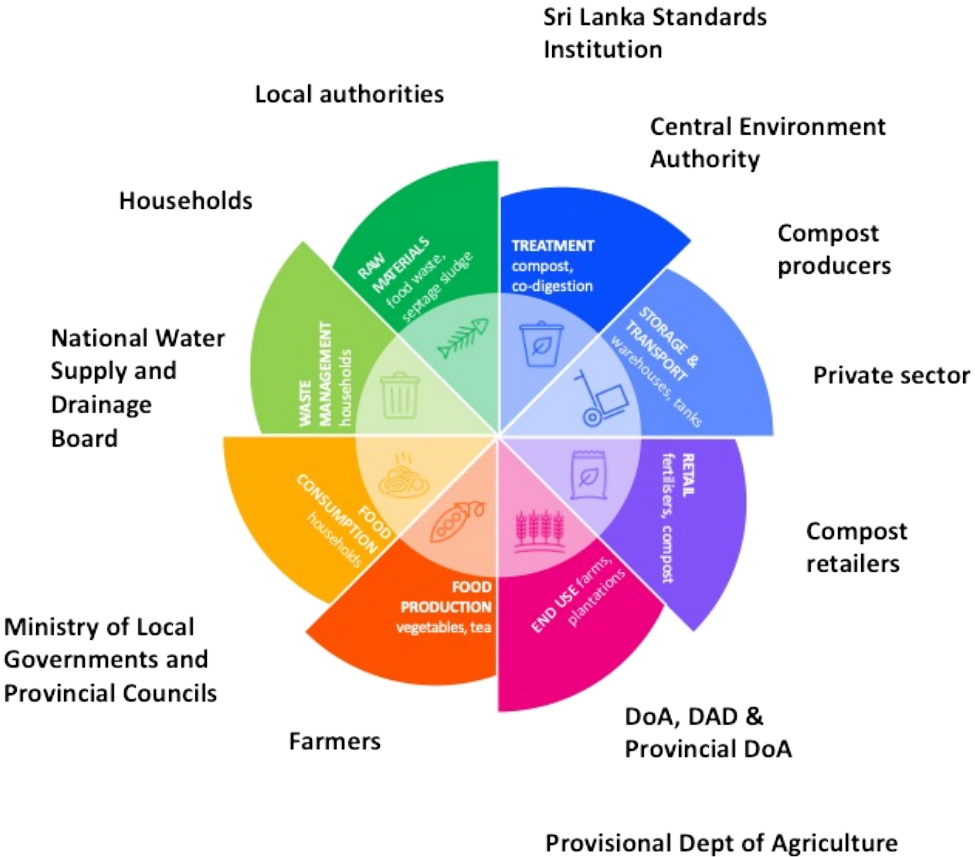 Sri Lanka Standards
Institution
Local authorities
Central Environment
Authority
Households
Compost
producers
National Water
Supply and
Drainage
Board
Private sector
Compost
retailers
Ministry of Local
Governments and
Provincial Councils
Farmers
DoA, DAD &
Provincial DoA
Provisional Dept of Agriculture
RAW
MATERIALS
food waste,
septage sludge
TREATMENT
compost,
co-digestion
STORAGE &
TRANSPORT
warehouses, tanks
RETAIL
fertilisers, compost
END USE farms,
plantations
FOOD
PRODUCTION
vegetables, tea
FOOD
CONSUMPTION
households
WASTE
MANAGEMENT
households